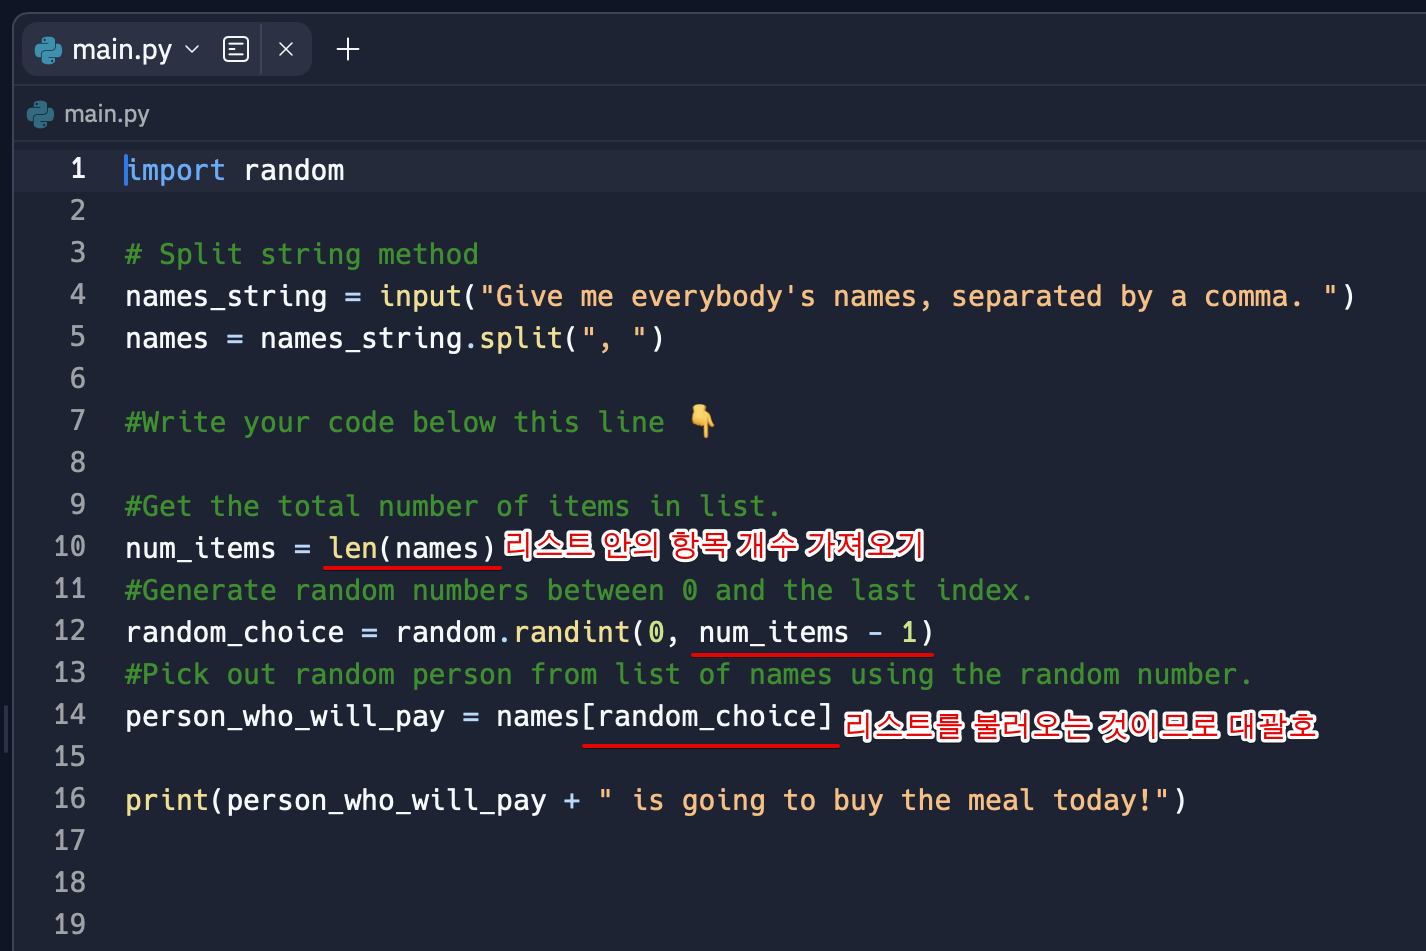 main.py
main.py
1 import random
2
3 # Split string method
4 names_string = input("Give me everybody's names, separated by a comma. ")
5 names = names_string.split(", ")
6
7 #Write your code below this line 👇
8
9 #Get the total number of items in list.
10 num_items = len(names) 리스트 안의 항목 개수 가져오기
11 #Generate random numbers between 0 and the last index.
12 random_choice = random.randint(0, num_items - 1)
13 #Pick out random person from list of names using the random number.
14 person_who_will_pay = names[random_choice] 리스트를 불러오는 것이므로 대괄호
15
16 print(person_who_will_pay + " is going to buy the meal today!")
17
18
19